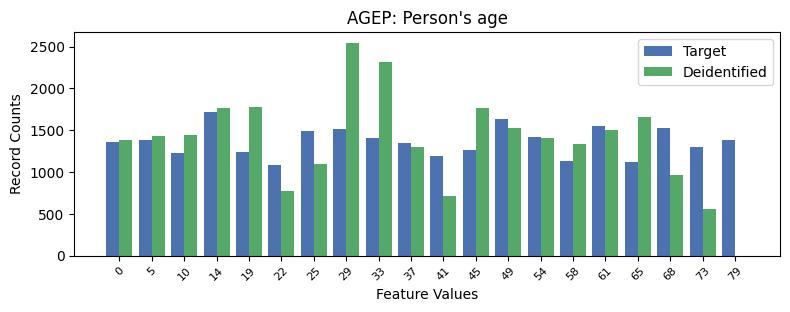 AGEP: Person's age
2500
2000
1500
1000
500
0
Record Counts
Target
Deidentified
0 5 10 14 19 22 25 29 33 37 41 45 49 54 58 61 65 68 73 79
Feature Values